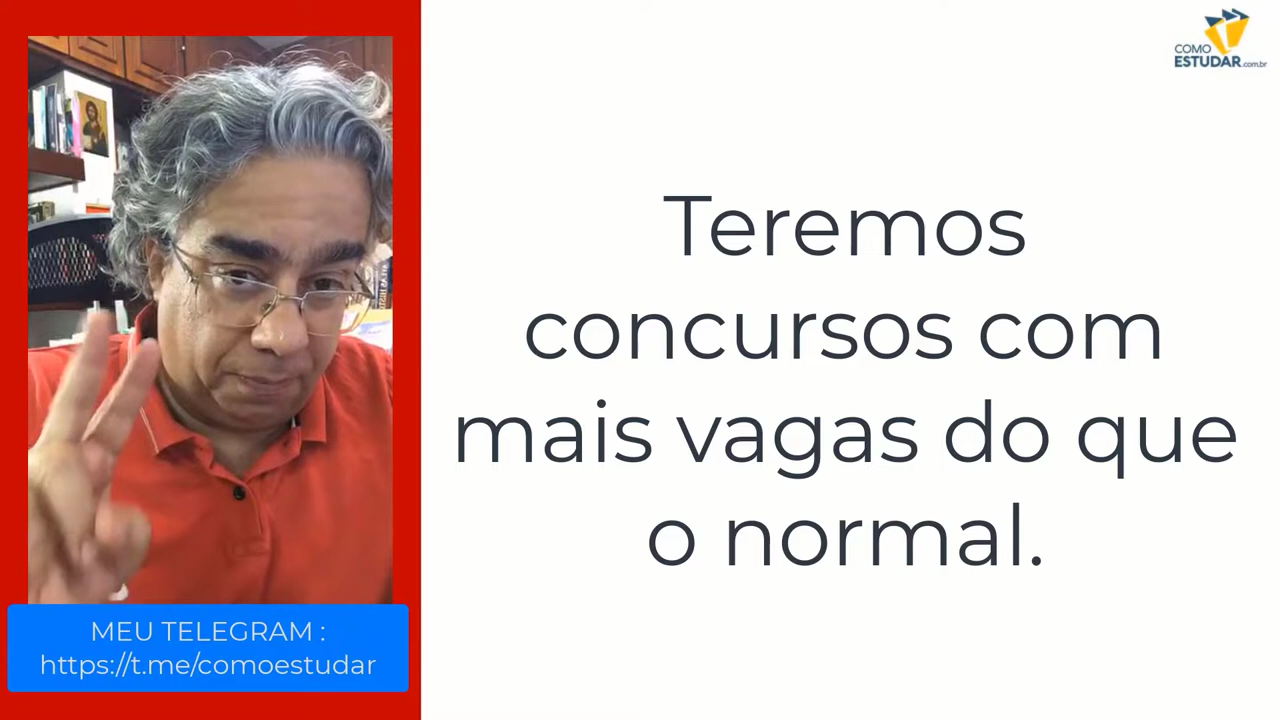 COMO
ESTUDAR.com.br
Teremos
concursos com
mais vagas do que
o normal.
MEU TELEGRAM :
https://t.me/comoestudar